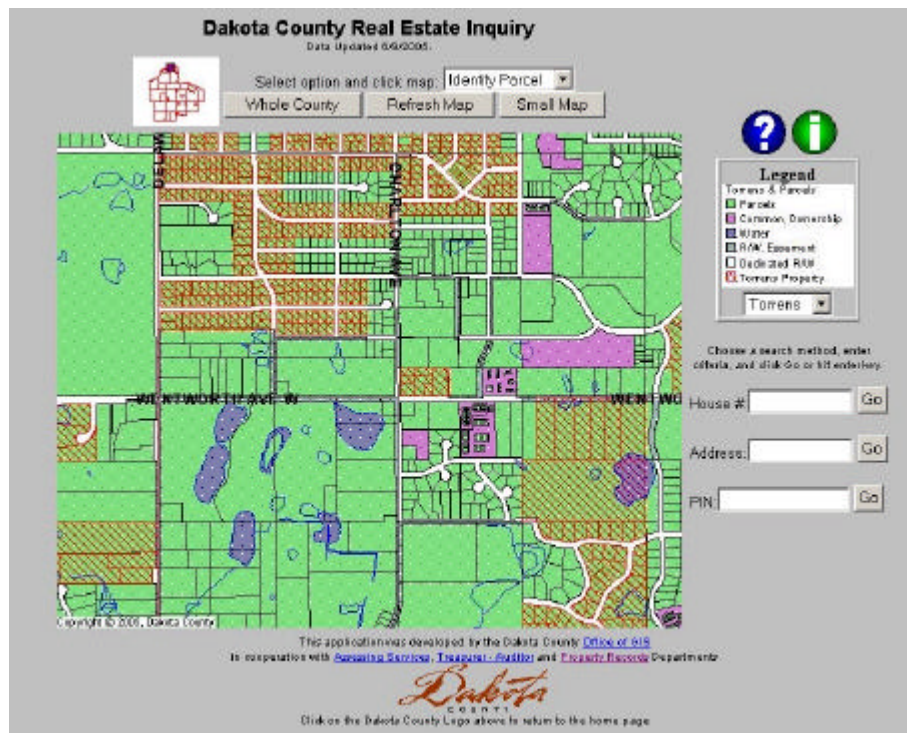 Dakota County Real Estate Inquiry
Data Updated 6/6/2005.
Select option and click map: Identity Parcel
Whole County Refresh Map Small Map
? i
Legend
Torrens & Parcels
Parcels
Common Ownership
Water
R/W, Easement
Dedicated R/W
Torrens Property
Torrens
DELAW
CHARLTON AVE
Choose a search method, enter
criteria, and click Go or hit enter key.
WENTWORTH AVE W
WENTWO
House #: Go
Address: Go
PIN: Go
Copyright © 2005, Dakota County
This application was developed by the Dakota County Office of GIS
in cooperation with Assessing Services, Treasurer - Auditor and Property Records Departments
Dakota
COUNTY
Click on the Dakota County Logo above to return to the home page